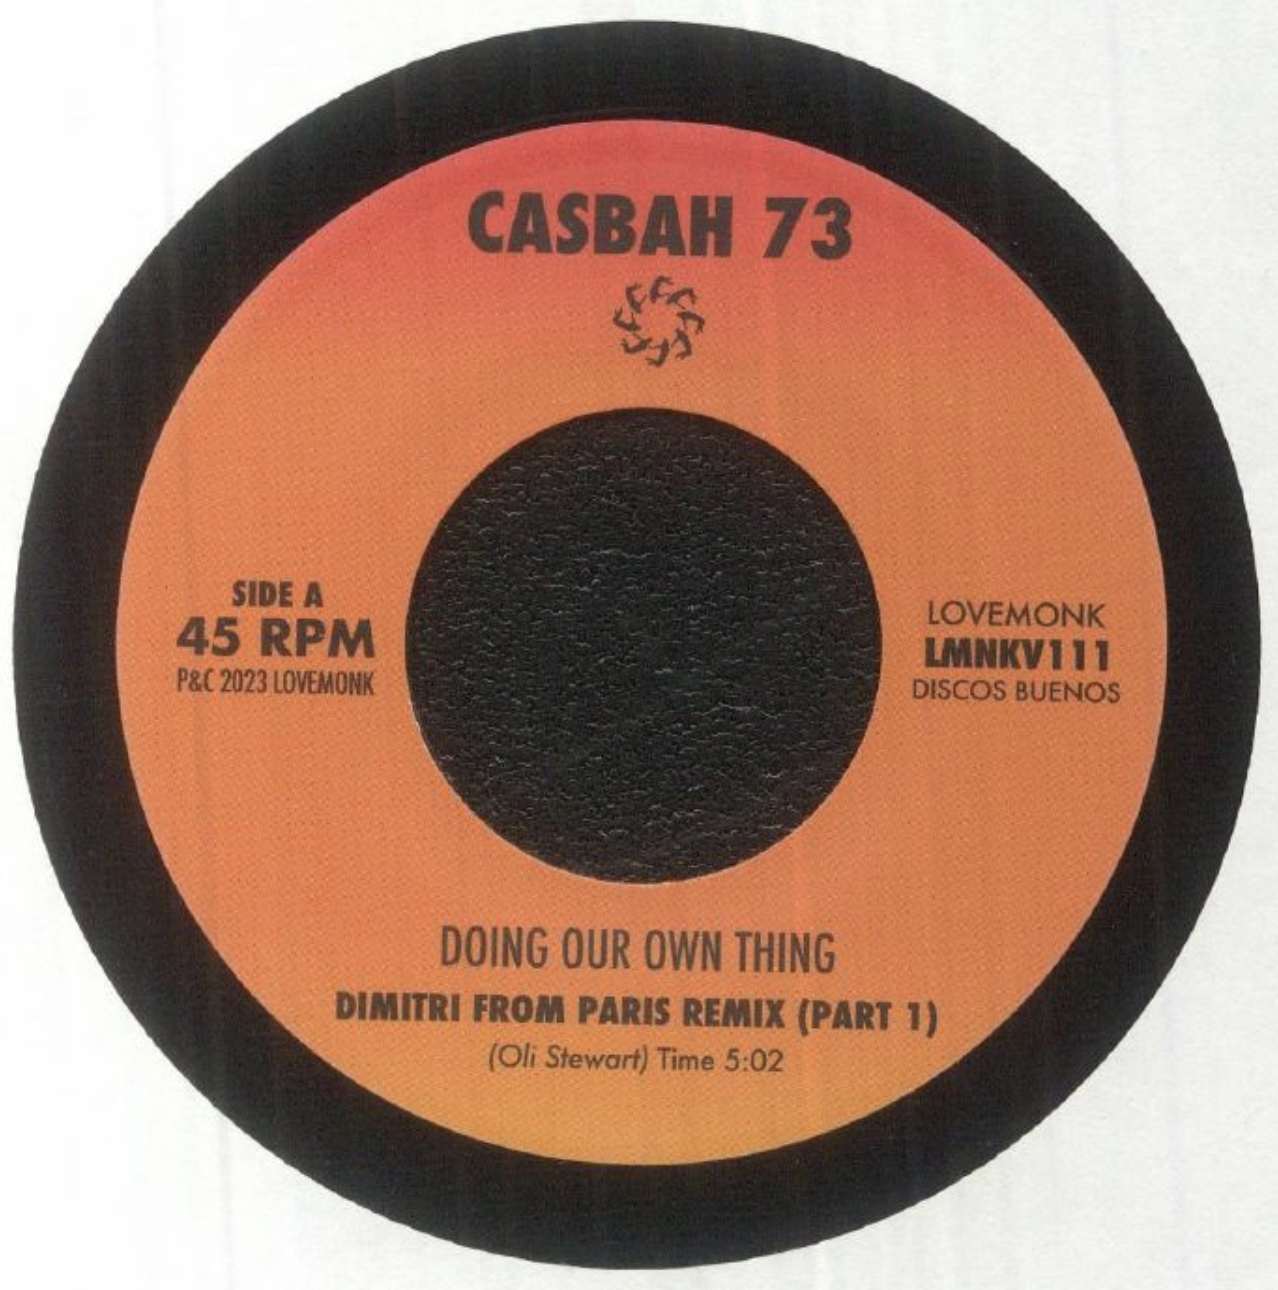 CASBAH 73
SIDE A
45 RPM
P&C 2023 LOVEMONK
LOVEMONK
LMNKV111
DISCOS BUENOS
DOING OUR OWN THING
DIMITRI FROM PARIS REMIX (PART 1)
(Oli Stewart) Time 5:02